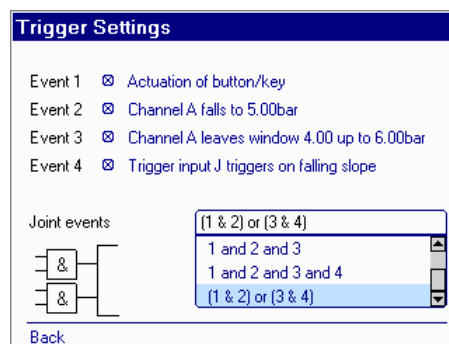 Trigger Settings
Event 1 Actuation of button/key
Event 2 Channel A falls to 5.00bar
Event 3 Channel A leaves window 4.00 up to 6.00bar
Event 4 Trigger input J triggers on falling slope
Joint events (1 & 2) or (3 & 4)
1 and 2 and 3
1 and 2 and 3 and 4
(1 & 2) or (3 & 4)
&
&
Back